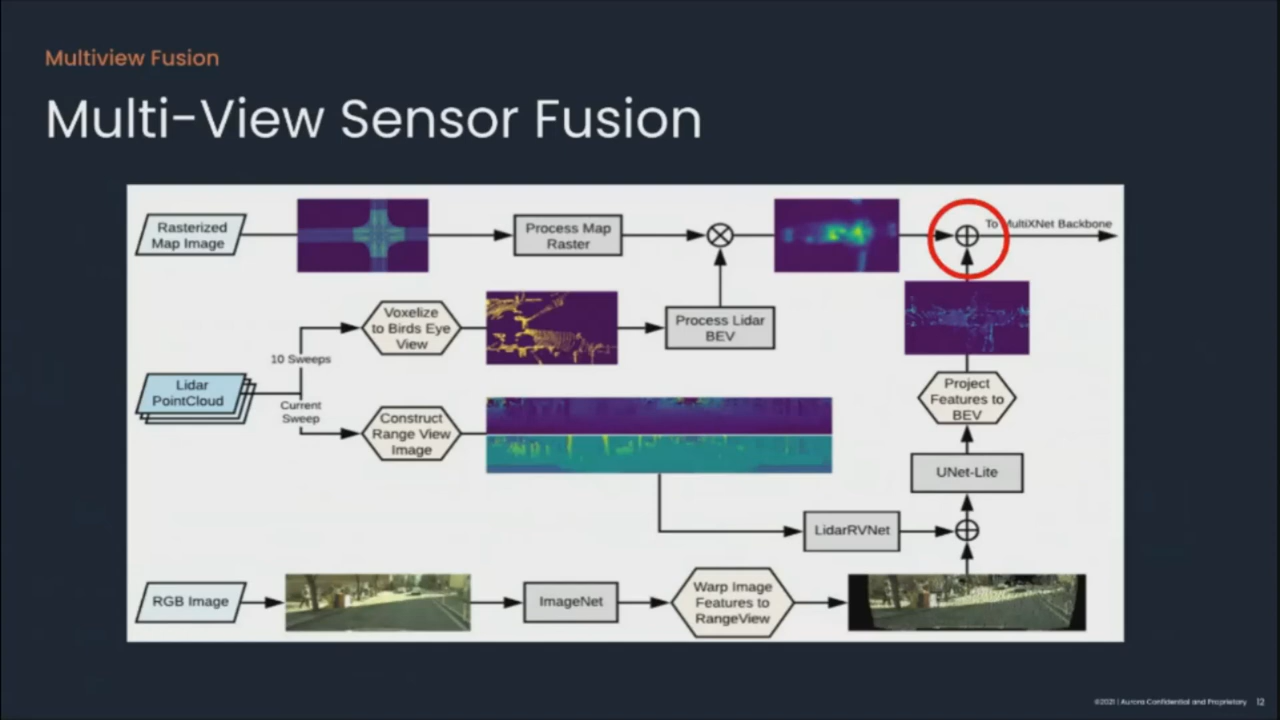 Multiview Fusion
Multi-View Sensor Fusion
Rasterized
Map Image
Process Map
Raster
To MultiXNet Backbone
Voxelize
to Birds Eye
View
Process Lidar
BEV
10 Sweeps
Lidar
PointCloud
Current
Sweep
Construct
Range View
Image
Project
Features to
BEV
UNet-Lite
LidarRVNet
RGB Image
ImageNet
Warp Image
Features to
RangeView
©2021 | Aurora Confidential and Proprietary 12